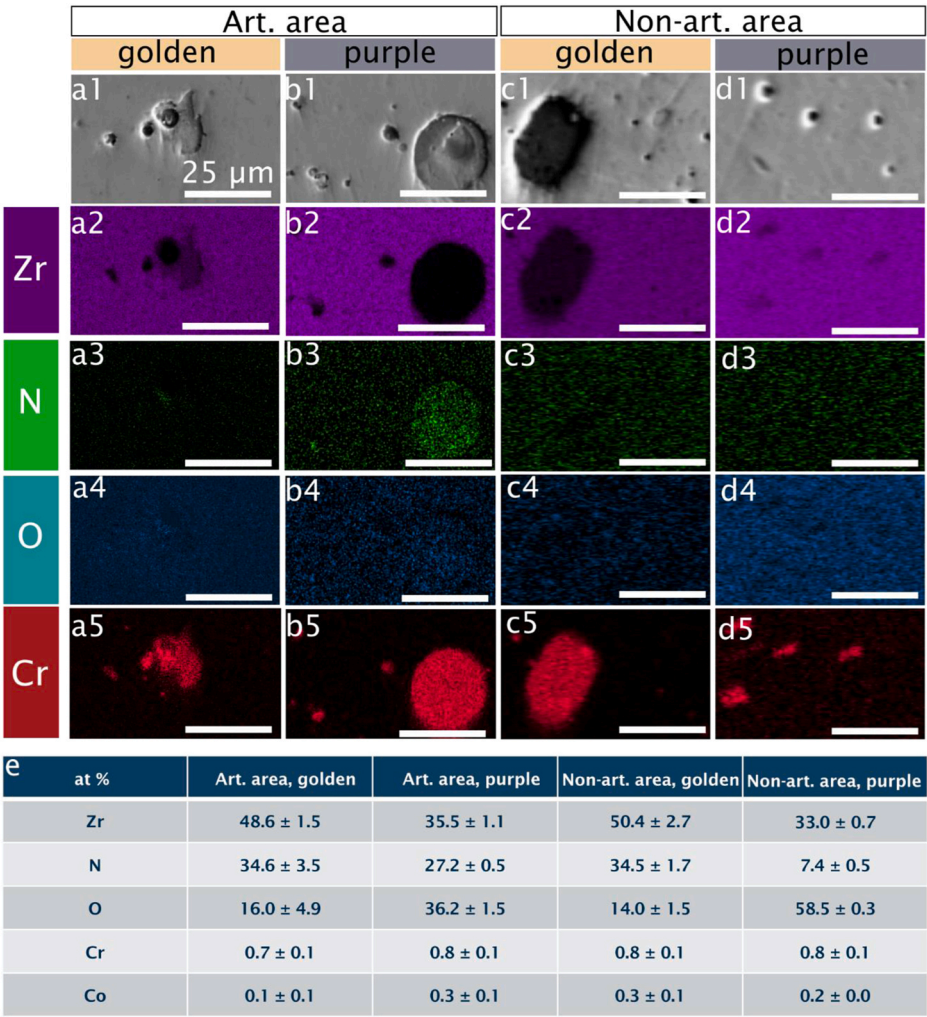 Art. area Non-art. area
golden purple golden purple
a1 b1 c1 d1
25 µm
Zr a2 b2 c2 d2
N a3 b3 c3 d3
O a4 b4 c4 d4
Cr a5 b5 c5 d5
e
at % Art. area, golden Art. area, purple Non-art. area, golden Non-art. area, purple
Zr 48.6 ± 1.5 35.5 ± 1.1 50.4 ± 2.7 33.0 ± 0.7
N 34.6 ± 3.5 27.2 ± 0.5 34.5 ± 1.7 7.4 ± 0.5
O 16.0 ± 4.9 36.2 ± 1.5 14.0 ± 1.5 58.5 ± 0.3
Cr 0.7 ± 0.1 0.8 ± 0.1 0.8 ± 0.1 0.8 ± 0.1
Co 0.1 ± 0.1 0.3 ± 0.1 0.3 ± 0.1 0.2 ± 0.0